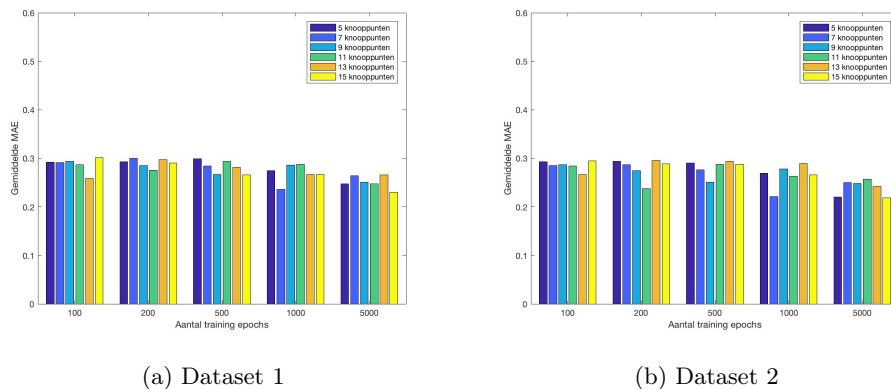 0.6
0.5
0.4
0.3
0.2
0.1
0
Gemiddelde MAE
5 knooppunten
7 knooppunten
9 knooppunten
11 knooppunten
13 knooppunten
15 knooppunten
100 200 500 1000 5000
Aantal training epochs
(a) Dataset 1
0.6
0.5
0.4
0.3
0.2
0.1
0
Gemiddelde MAE
5 knooppunten
7 knooppunten
9 knooppunten
11 knooppunten
13 knooppunten
15 knooppunten
100 200 500 1000 5000
Aantal training epochs
(b) Dataset 2